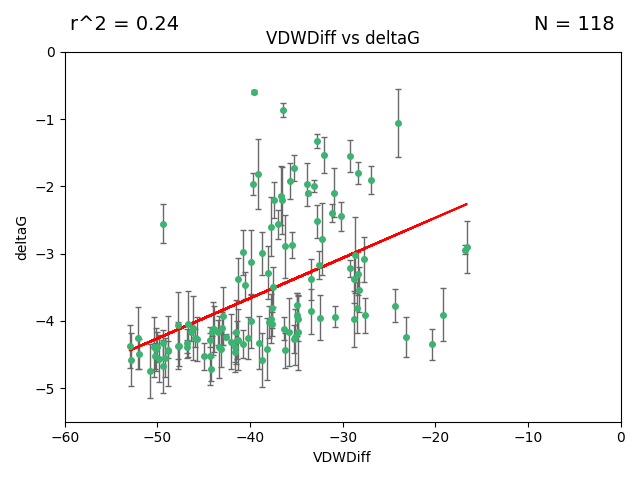 r^2 = 0.24
N = 118
VDWDiff vs deltaG
0
−1
−2
−3
−4
−5
deltaG
−60 −50 −40 −30 −20 −10 0
VDWDiff